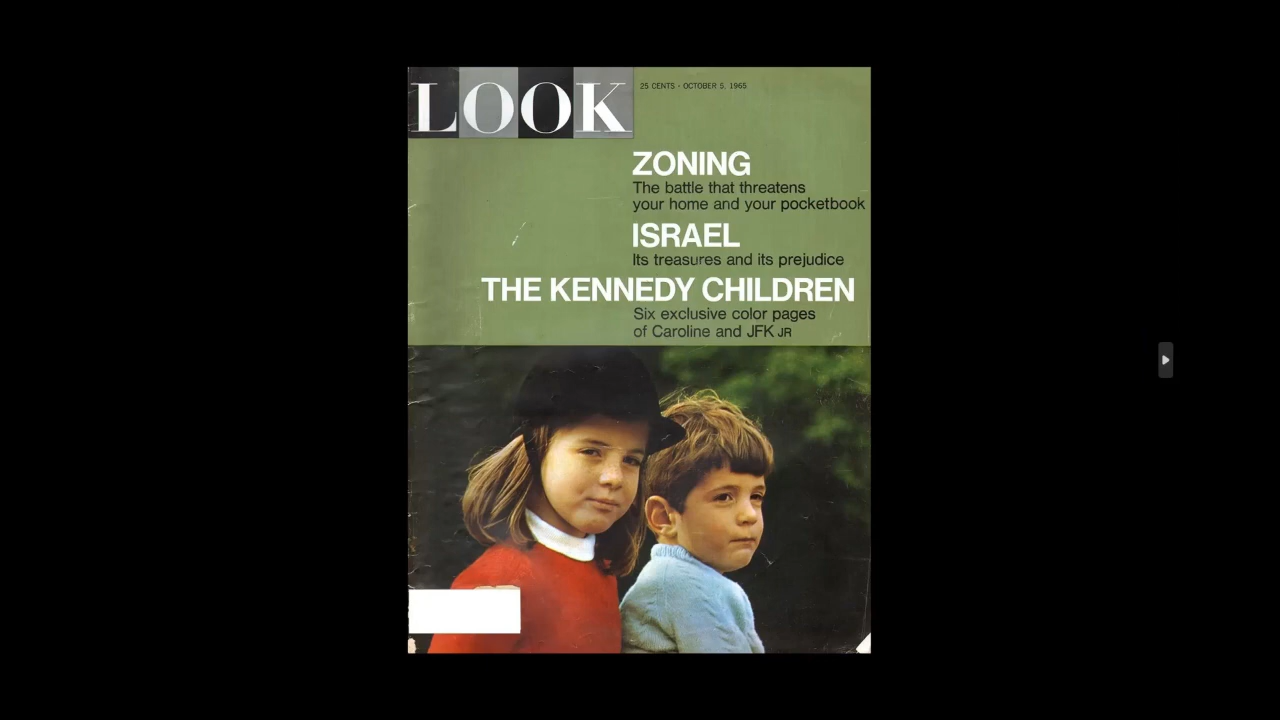 LOOK
25 CENTS · OCTOBER 5, 1965
ZONING
The battle that threatens
your home and your pocketbook
ISRAEL
Its treasures and its prejudice
THE KENNEDY CHILDREN
Six exclusive color pages
of Caroline and JFK JR